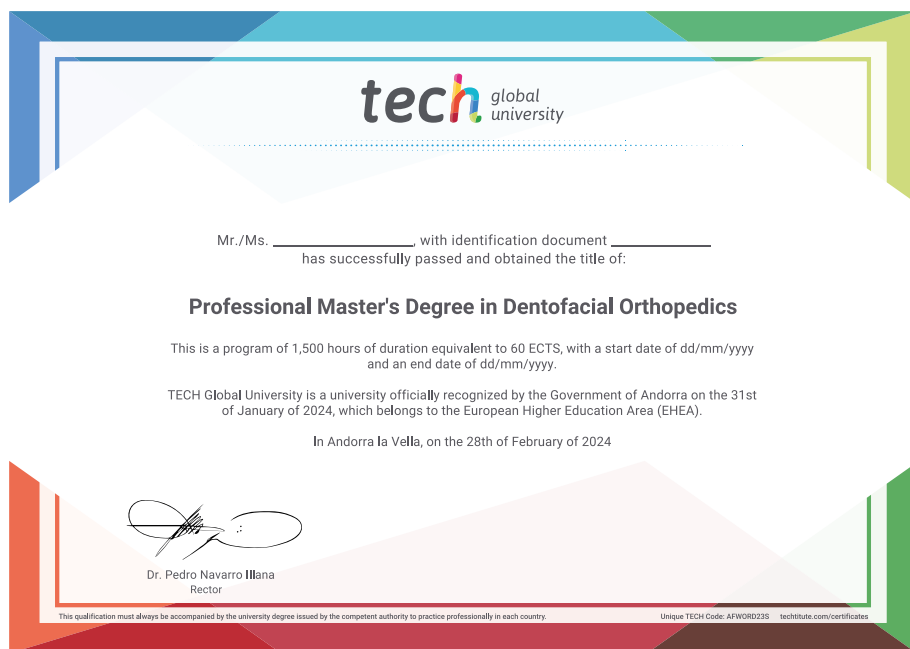 tech global
university
Mr./Ms. ____________________, with identification document ______________
has successfully passed and obtained the title of:
Professional Master's Degree in Dentofacial Orthopedics
This is a program of 1,500 hours of duration equivalent to 60 ECTS, with a start date of dd/mm/yyyy
and an end date of dd/mm/yyyy.
TECH Global University is a university officially recognized by the Government of Andorra on the 31st
of January of 2024, which belongs to the European Higher Education Area (EHEA).
In Andorra la Vella, on the 28th of February of 2024
Dr. Pedro Navarro Illana
Rector
This qualification must always be accompanied by the university degree issued by the competent authority to practice professionally in each country. Unique TECH Code: AFWORD23S techtitute.com/certificates